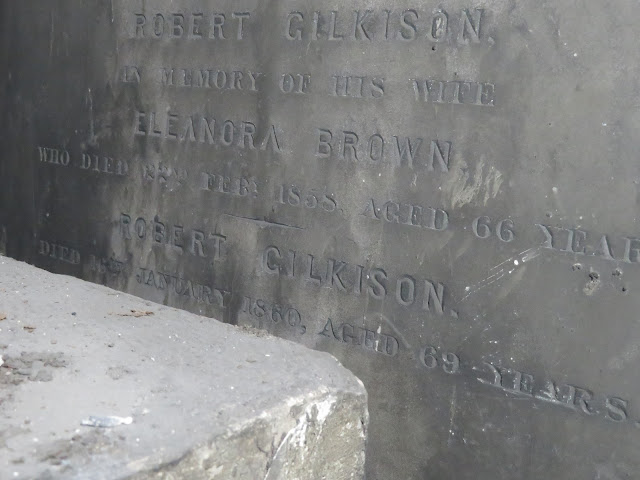 ROBERT GILKISON,
IN MEMORY OF HIS WIFE
ELEANORA BROWN
WHO DIED FEBY 1858, AGED 66 YEAR
ROBERT GILKISON.
DIED JANUARY 1860, AGED 69 YEARS.